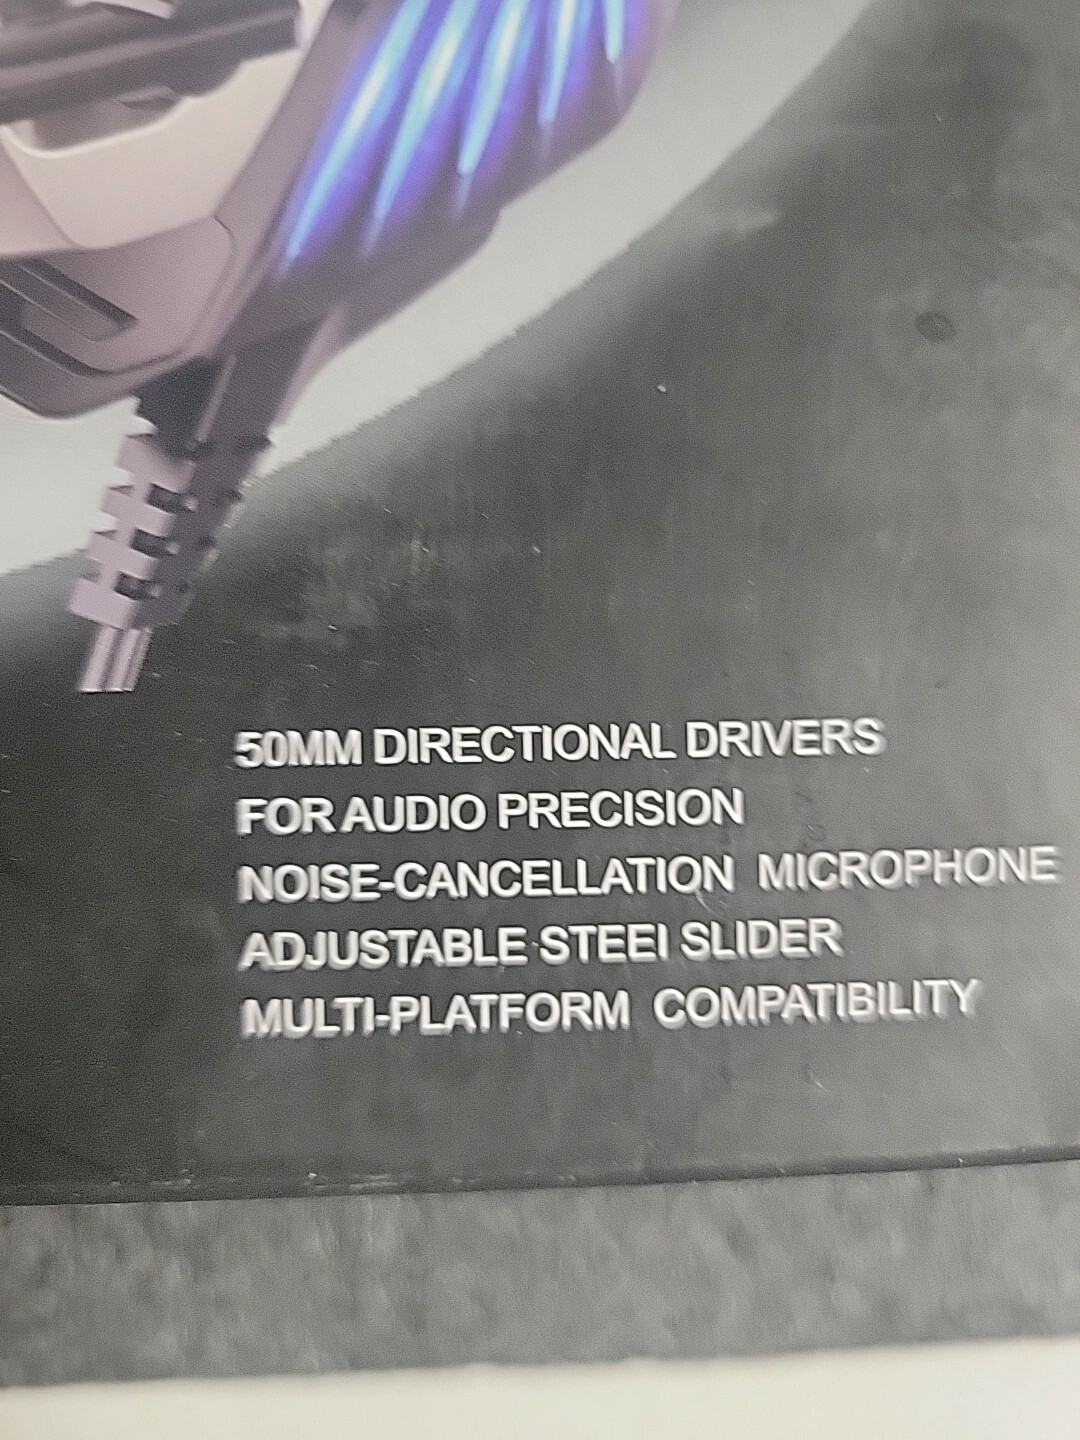 50MM DIRECTIONAL DRIVERS
FOR AUDIO PRECISION
NOISE-CANCELLATION MICROPHONE
ADJUSTABLE STEEI SLIDER
MULTI-PLATFORM COMPATIBILITY